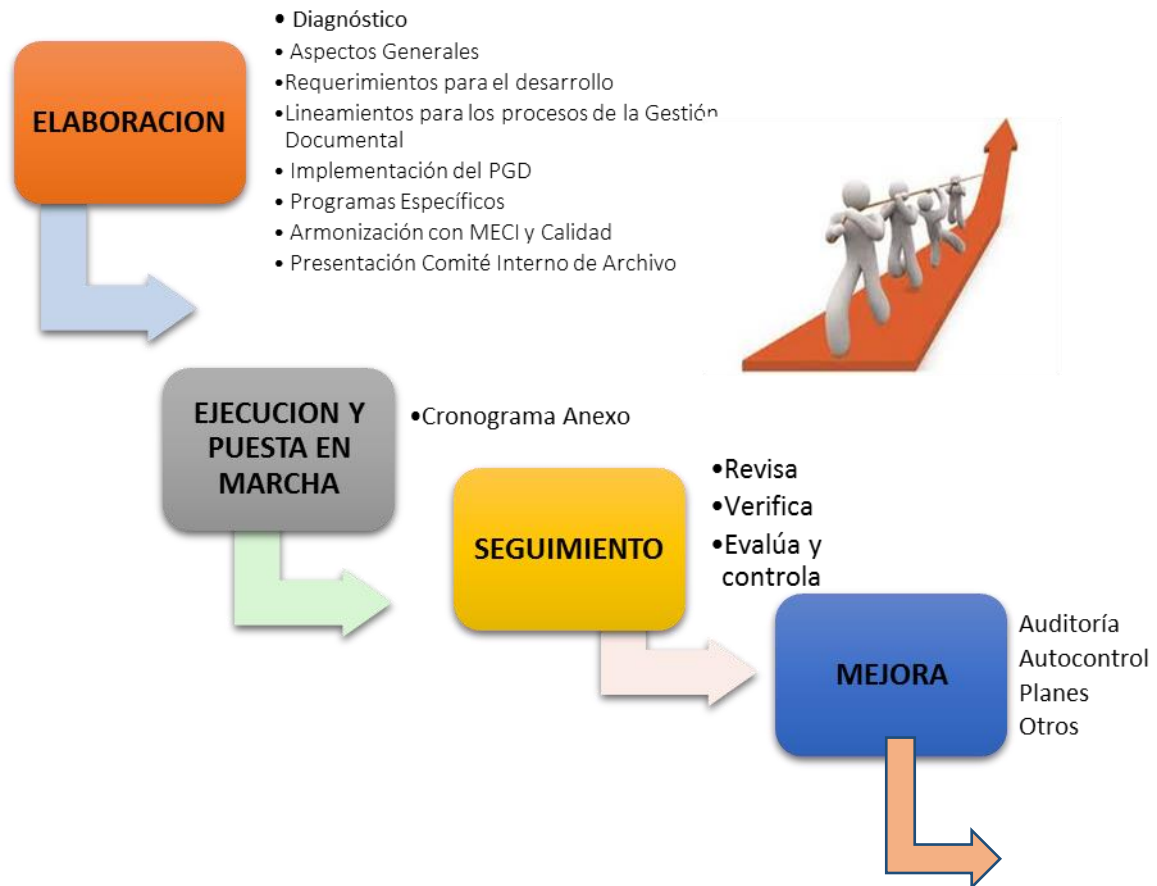 ELABORACION
• Diagnóstico
• Aspectos Generales
•Requerimientos para el desarrollo
•Lineamientos para los procesos de la Gestión
Documental
• Implementación del PGD
• Programas Específicos
• Armonización con MECI y Calidad
• Presentación Comité Interno de Archivo
EJECUCION Y
PUESTA EN
MARCHA
•Cronograma Anexo
SEGUIMIENTO
•Revisa
•Verifica
•Evalúa y
controla
MEJORA
Auditoría
Autocontrol
Planes
Otros